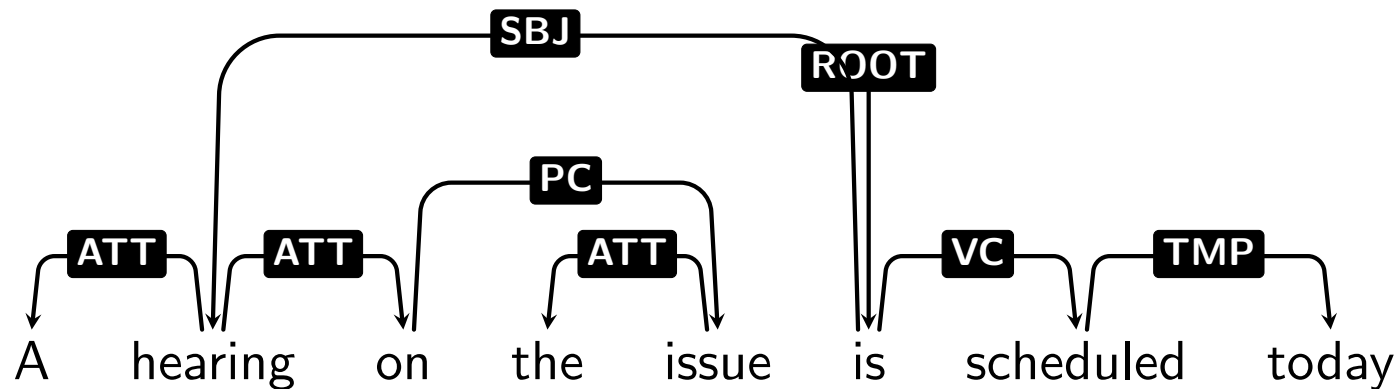 SBJ
ROOT
PC
ATT ATT ATT VC TMP
A hearing on the issue is scheduled today